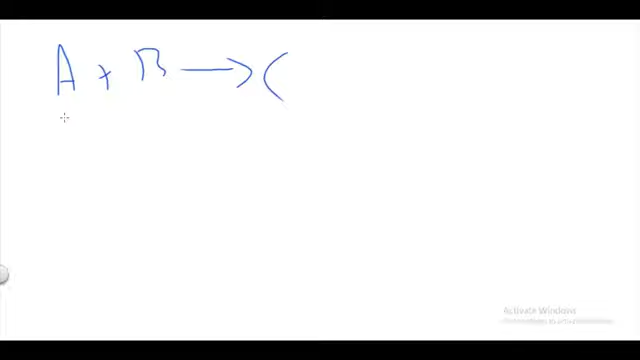 A + B → C
Activate Windows